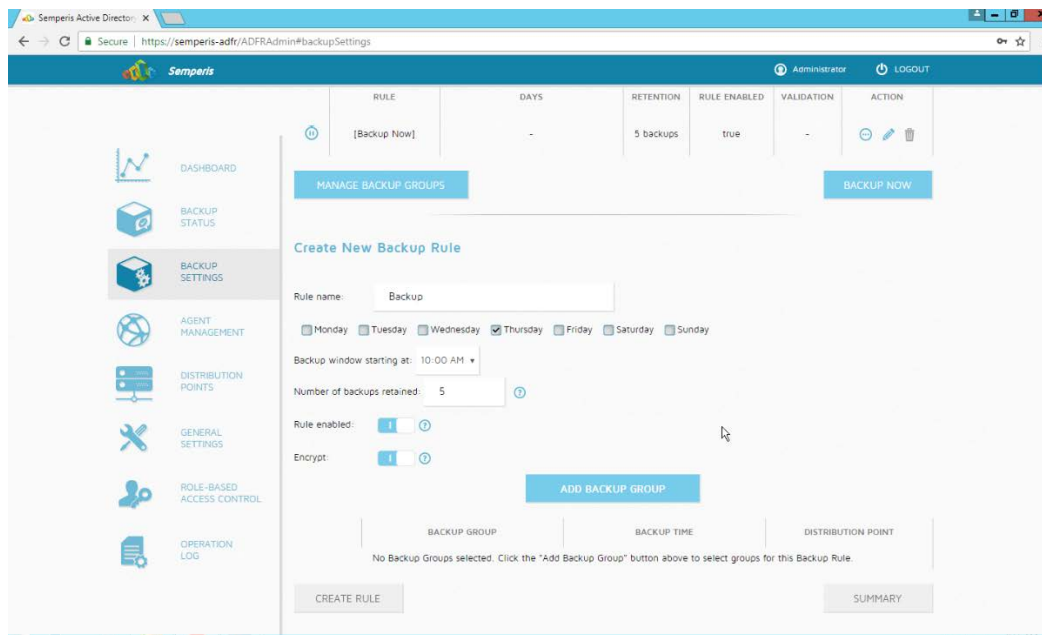 Semperis Active Director
Secure | https://semperis-adfr/ADFRAdmin#backupSettings
Semperis
Administrator
LOGOUT
RULE DAYS RETENTION RULE ENABLED VALIDATION ACTION
[Backup Now] - 5 backups true -
DASHBOARD
MANAGE BACKUP GROUPS
BACKUP NOW
BACKUP
STATUS
BACKUP
SETTINGS
AGENT
MANAGEMENT
DISTRIBUTION
POINTS
GENERAL
SETTINGS
ROLE-BASED
ACCESS CONTROL
OPERATION
LOG
Create New Backup Rule
Rule name: Backup
Monday Tuesday Wednesday Thursday Friday Saturday Sunday
Backup window starting at: 10:00 AM
Number of backups retained: 5 ?
Rule enabled: I ?
Encrypt: I ?
ADD BACKUP GROUP
BACKUP GROUP BACKUP TIME DISTRIBUTION POINT
No Backup Groups selected. Click the "Add Backup Group" button above to select groups for this Backup Rule.
CREATE RULE
SUMMARY